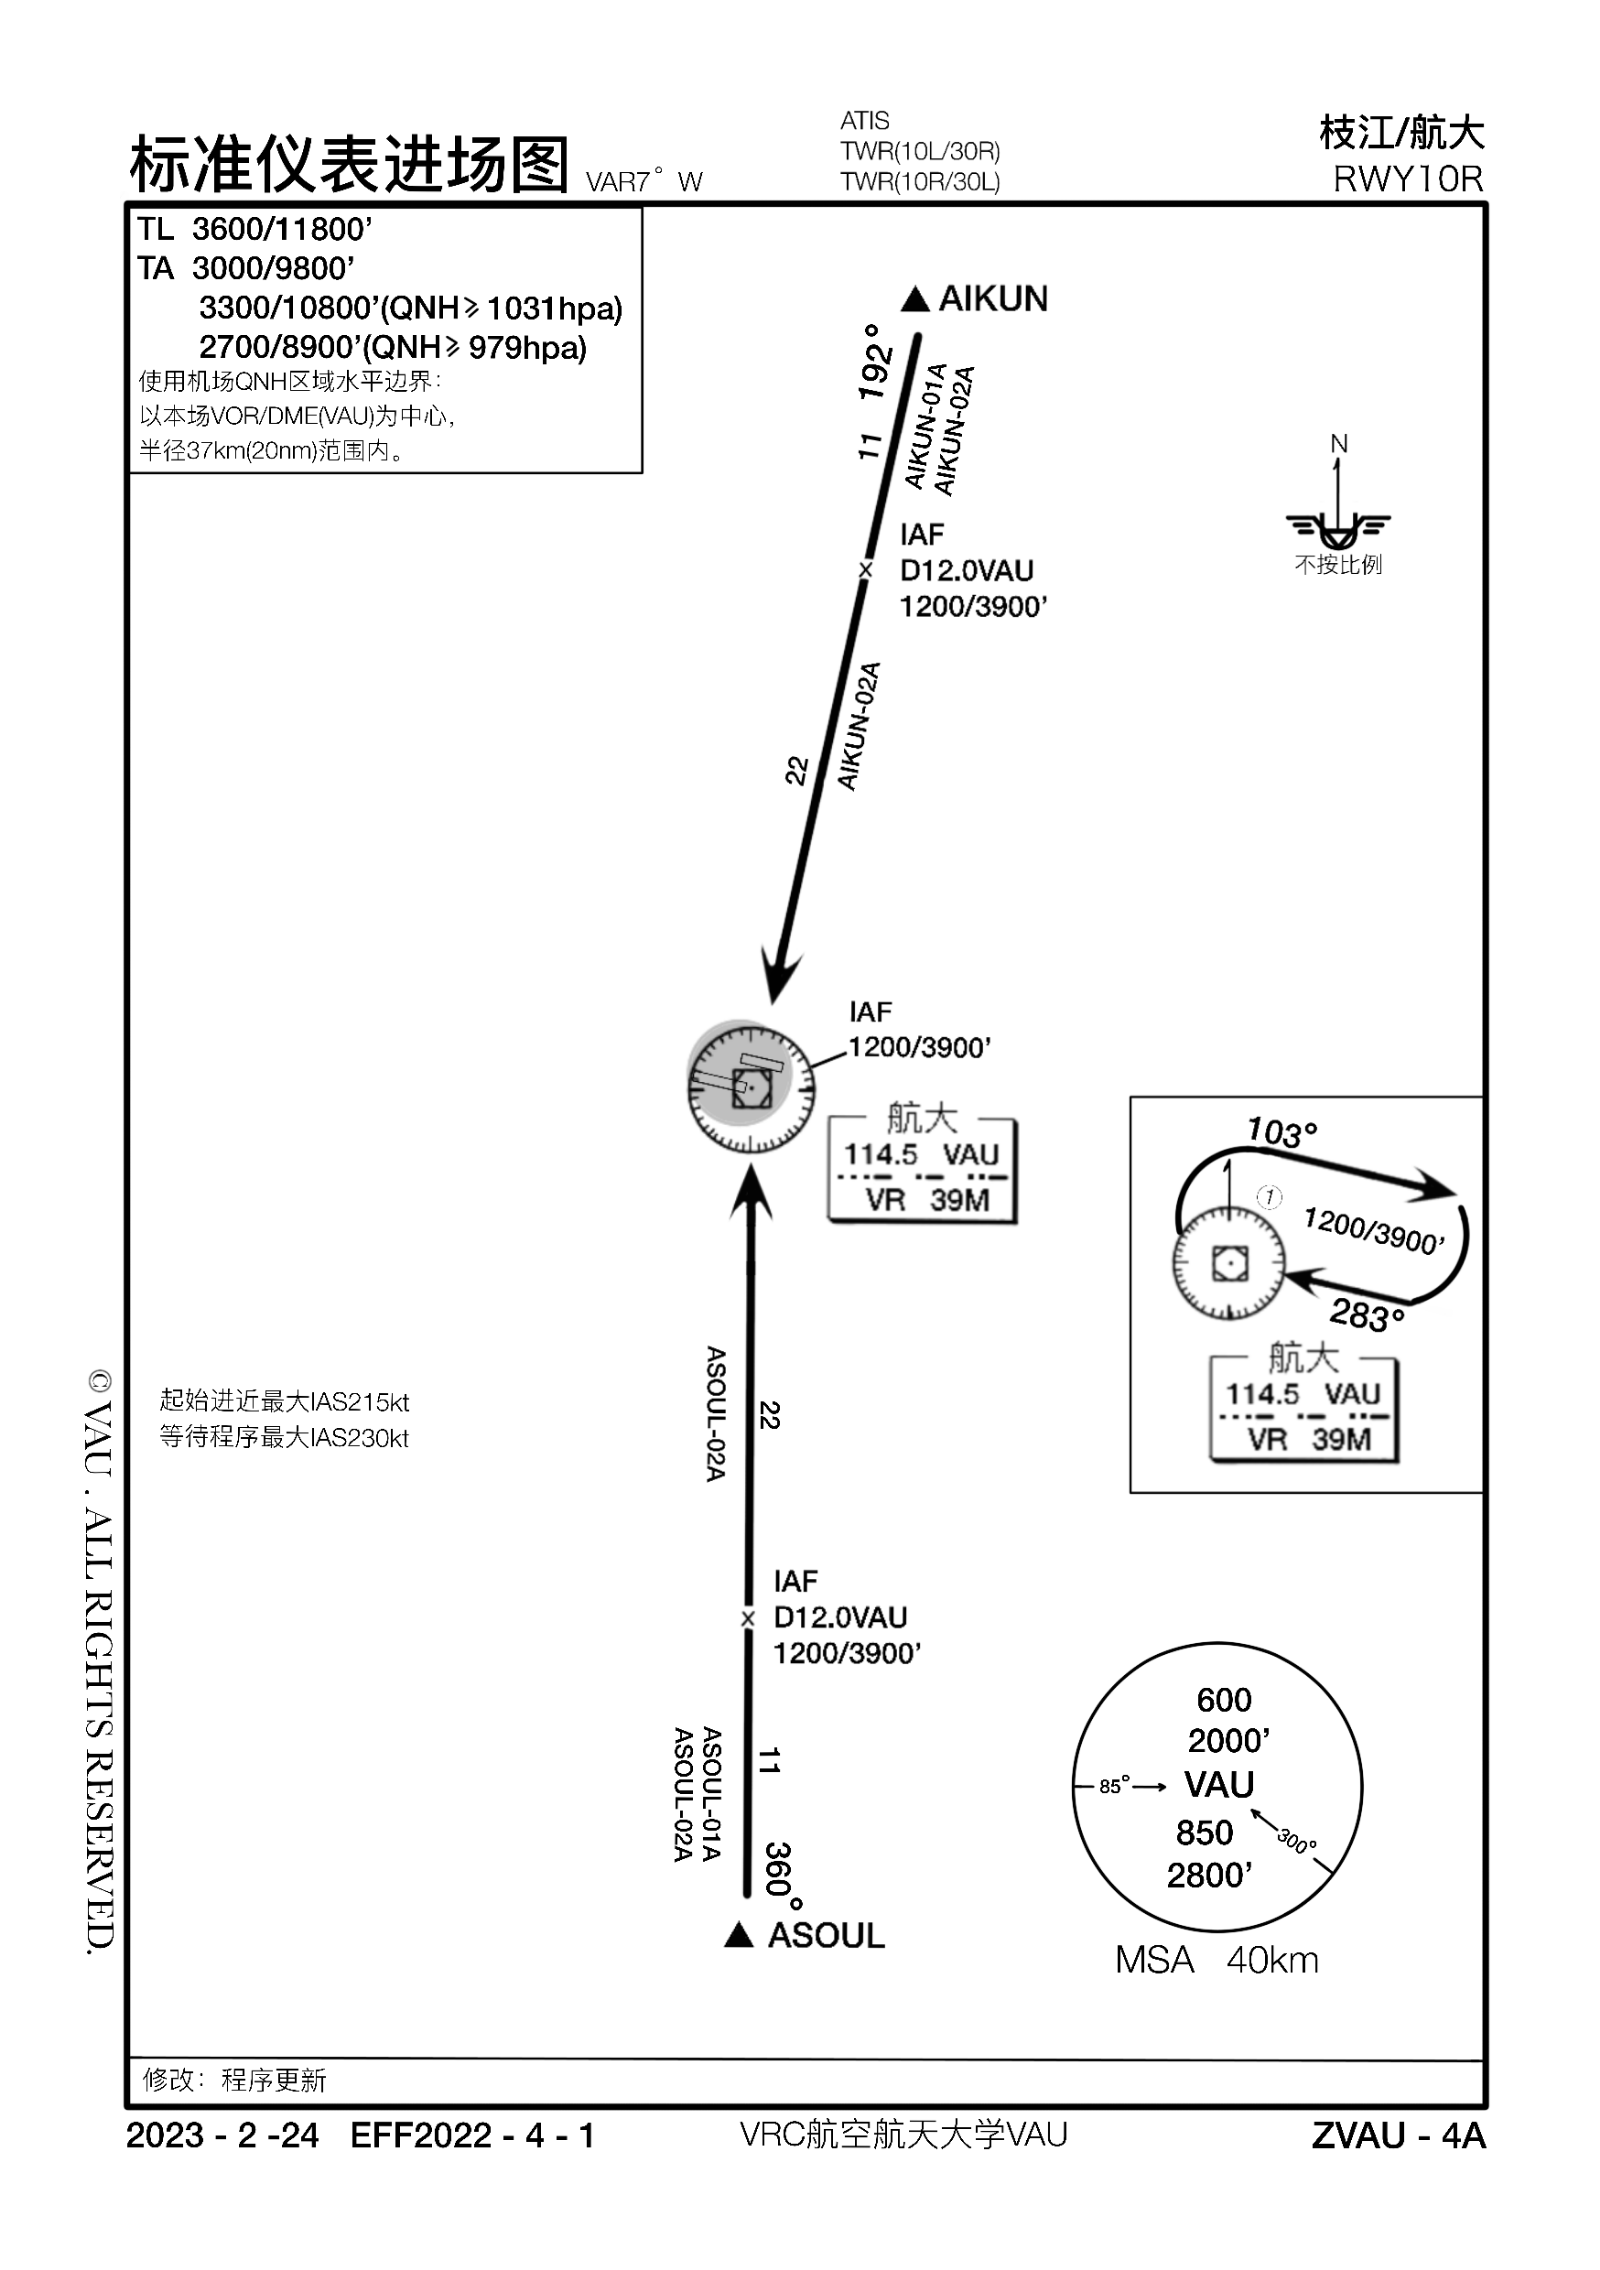 标准仪表进场图 VAR7° W
ATIS
TWR(10L/30R)
TWR(10R/30L)
枝江/航大
RWY10R
TL 3600/11800’
TA 3000/9800’
3300/10800’(QNH⩾1031hpa)
2700/8900’(QNH⩾979hpa)
使用机场QNH区域水平边界：
以本场VOR/DME(VAU)为中心，
半径37km(20nm)范围内。
AIKUN
192°
11
AIKUN-01A
AIKUN-02A
N
不按比例
IAF
D12.0VAU
1200/3900’
22
AIKUN-02A
IAF
1200/3900’
航大
114.5 VAU
VR 39M
103°
①
1200/3900’
283°
航大
114.5 VAU
VR 39M
ASOUL-02A
22
起始进近最大IAS215kt
等待程序最大IAS230kt
IAF
D12.0VAU
1200/3900’
ASOUL-01A
ASOUL-02A
11
360°
ASOUL
600
2000’
85°
VAU
850
2800’
300°
MSA 40km
© VAU . ALL RIGHTS RESERVED.
修改：程序更新
2023 - 2 -24 EFF2022 - 4 - 1
VRC航空航天大学VAU
ZVAU - 4A